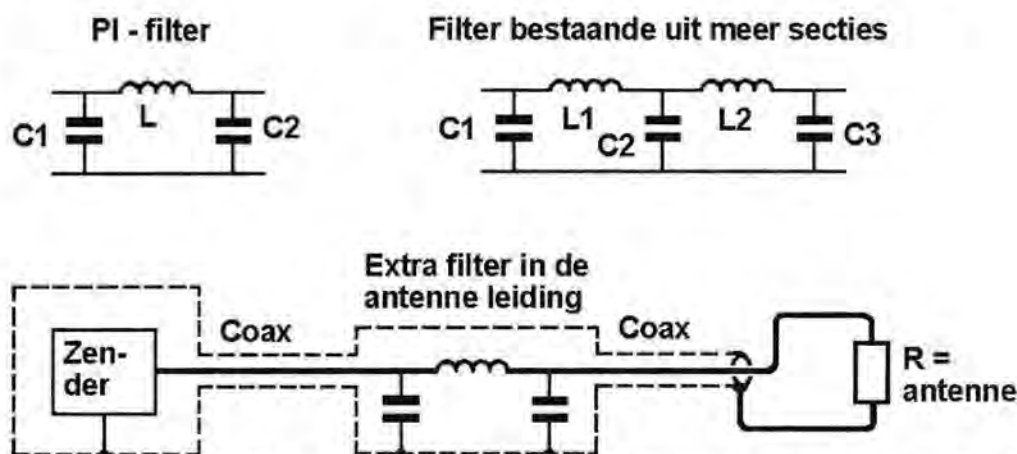 PI - filter
Filter bestaande uit meer secties
C1
L
C2
C1
L1
C2
L2
C3
Extra filter in de
antenne leiding
Zen-
der
Coax
Coax
R =
antenne